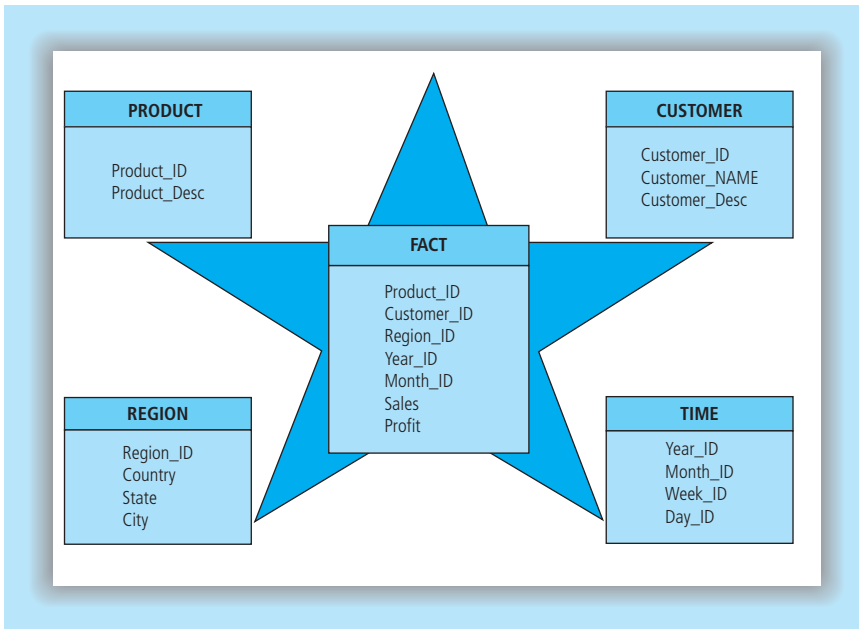 PRODUCT
Product_ID
Product_Desc
CUSTOMER
Customer_ID
Customer_NAME
Customer_Desc
FACT
Product_ID
Customer_ID
Region_ID
Year_ID
Month_ID
Sales
Profit
REGION
Region_ID
Country
State
City
TIME
Year_ID
Month_ID
Week_ID
Day_ID